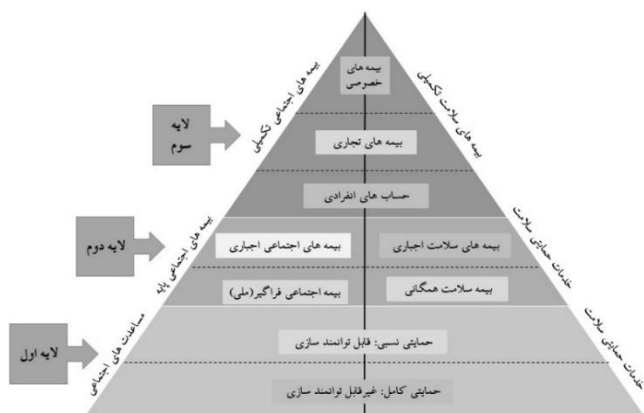 بیمه های
خصوصی
بیمه های اجتماعی تکمیلی
بیمه های سلامت تکمیلی
لایه
سوم
بیمه های تجاری
حساب های انفرادی
لایه دوم
بیمه های اجتماعی پایه
بیمه های اجتماعی اجباری
بیمه های سلامت اجباری
خدمات حمایتی سلامت
بیمه اجتماعی فراگیر(ملی)
بیمه سلامت همگانی
لایه اول
مساعدت های اجتماعی
حمایتی نسبی: قابل توانمند سازی
خدمات حمایتی سلامت
حمایتی کامل: غیرقابل توانمند سازی